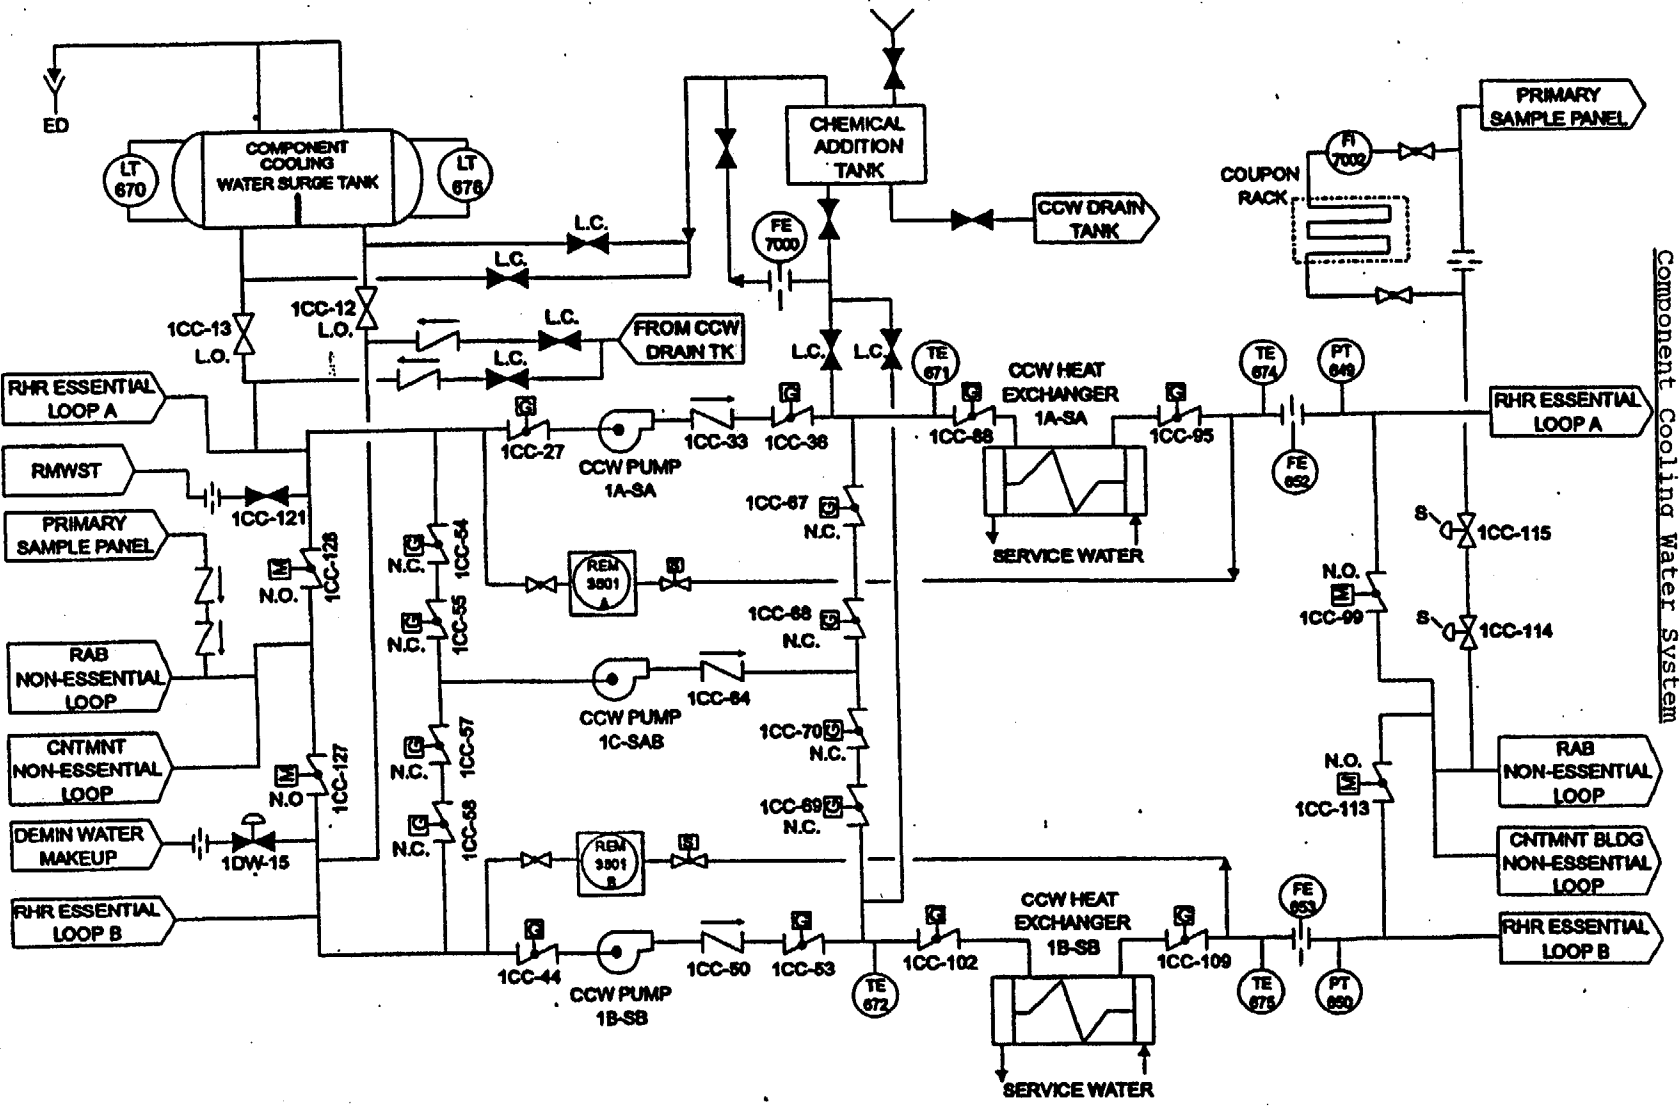 ED
COMPONENT
COOLING
WATER SURGE TANK
LT
670
LT
676
CHEMICAL
ADDITION
TANK
CCW DRAIN
TANK
FE
7000
PRIMARY
SAMPLE PANEL
FI
7002
COUPON
RACK
L.C.
L.C.
1CC-13
L.O.
1CC-12
L.O.
L.C.
L.C.
FROM CCW
DRAIN TK
L.C.
L.C.
RHR ESSENTIAL
LOOP A
RMWST
1CC-121
PRIMARY
SAMPLE PANEL
M
N.O.
1CC-128
RAB
NON-ESSENTIAL
LOOP
CNTMNT
NON-ESSENTIAL
LOOP
M
N.O
1CC-127
DEMIN WATER
MAKEUP
1DW-15
RHR ESSENTIAL
LOOP B
G
1CC-27
CCW PUMP
1A-SA
1CC-33
G
1CC-36
TE
671
G
1CC-88
CCW HEAT
EXCHANGER
1A-SA
SERVICE WATER
G
1CC-95
TE
674
FE
652
PT
649
RHR ESSENTIAL
LOOP A
G
N.C.
1CC-54
G
N.C.
1CC-55
REM
3501
A
S
1CC-67
G
N.C.
1CC-68
G
N.C.
CCW PUMP
1C-SAB
1CC-64
G
N.C.
1CC-57
G
N.C.
1CC-58
1CC-70
G
N.C.
1CC-69
G
N.C.
REM
3501
B
S
G
1CC-44
CCW PUMP
1B-SB
1CC-50
G
1CC-53
TE
672
G
1CC-102
CCW HEAT
EXCHANGER
1B-SB
SERVICE WATER
G
1CC-109
TE
675
FE
653
PT
650
N.O.
M
1CC-99
S
1CC-115
S
1CC-114
N.O.
M
1CC-113
RAB
NON-ESSENTIAL
LOOP
CNTMNT BLDG
NON-ESSENTIAL
LOOP
RHR ESSENTIAL
LOOP B
Component Cooling Water System